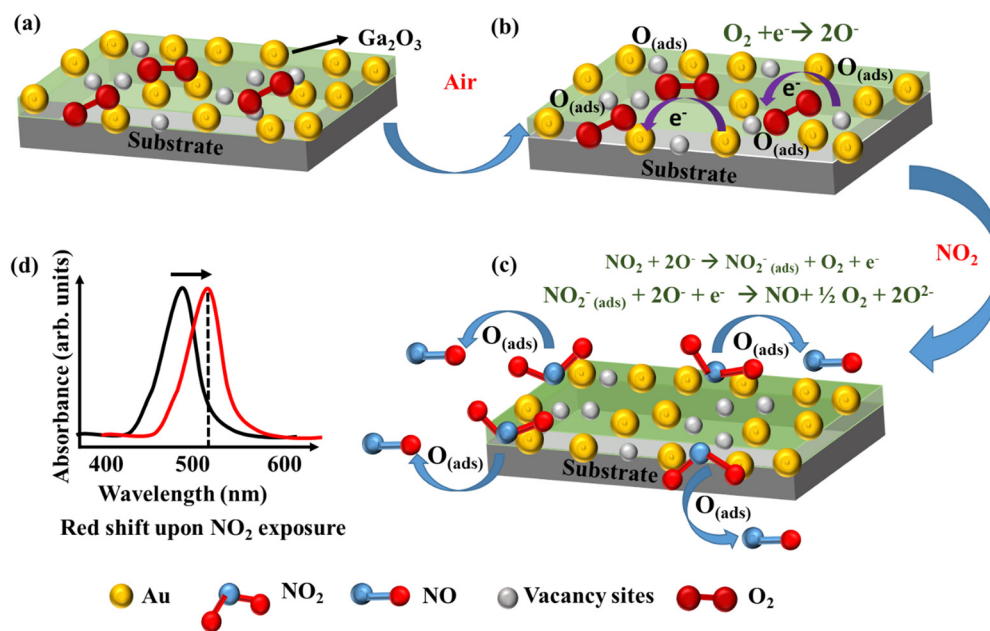 (a)
Ga₂O₃
Substrate
Air
(b)
O₂ +e⁻→ 2O⁻
O(ads)
O(ads)
O(ads)
e⁻
e⁻
O(ads)
Substrate
NO₂
(d)
Absorbance (arb. units)
400 500 600
Wavelength (nm)
Red shift upon NO₂ exposure
(c)
NO₂ + 2O⁻ → NO₂⁻(ads) + O₂ + e⁻
NO₂⁻(ads) + 2O⁻ + e⁻ → NO+ ½ O₂ + 2O²⁻
O(ads)
O(ads)
O(ads)
Substrate
O(ads)
Au
NO₂
NO
Vacancy sites
O₂